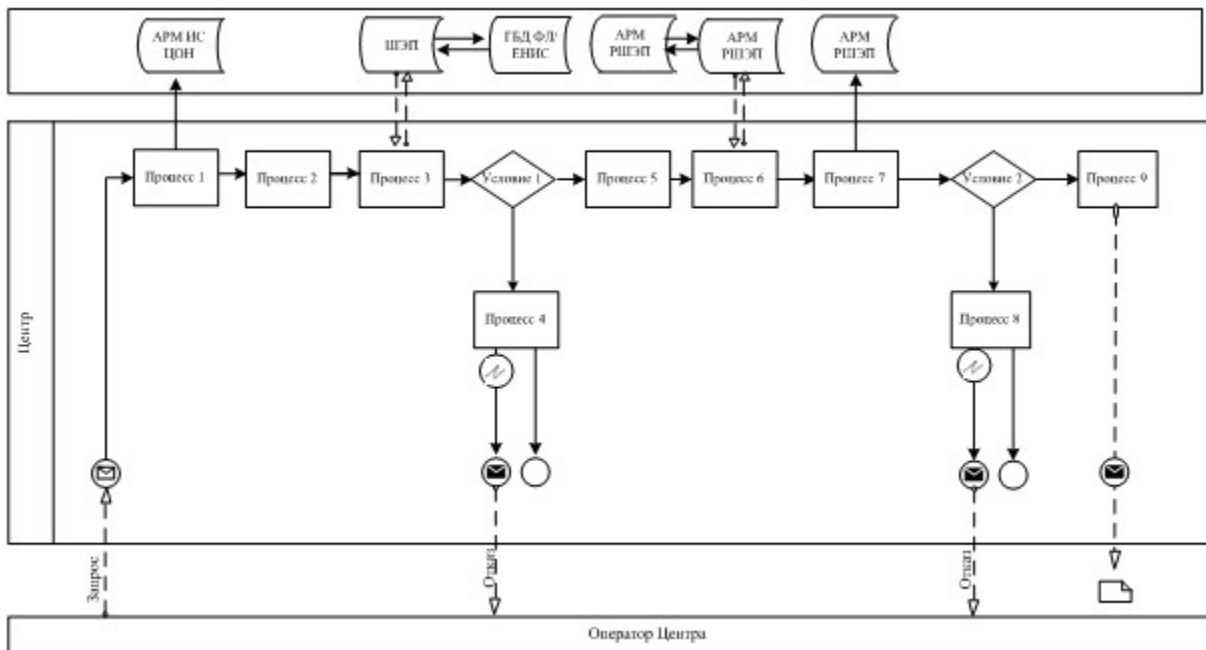 АРМ ИС
ЦОН
ШЭП
ГБД ФЛ/
ЕНИС
АРМ
РШЭП
АРМ
РШЭП
АРМ
РШЭП
Процесс 1
Процесс 2
Процесс 3
Условие 1
Процесс 5
Процесс 6
Процесс 7
Условие 2
Процесс 9
Процесс 4
Процесс 8
Центр
Запрос
Отказ
Отказ
Оператор Центра